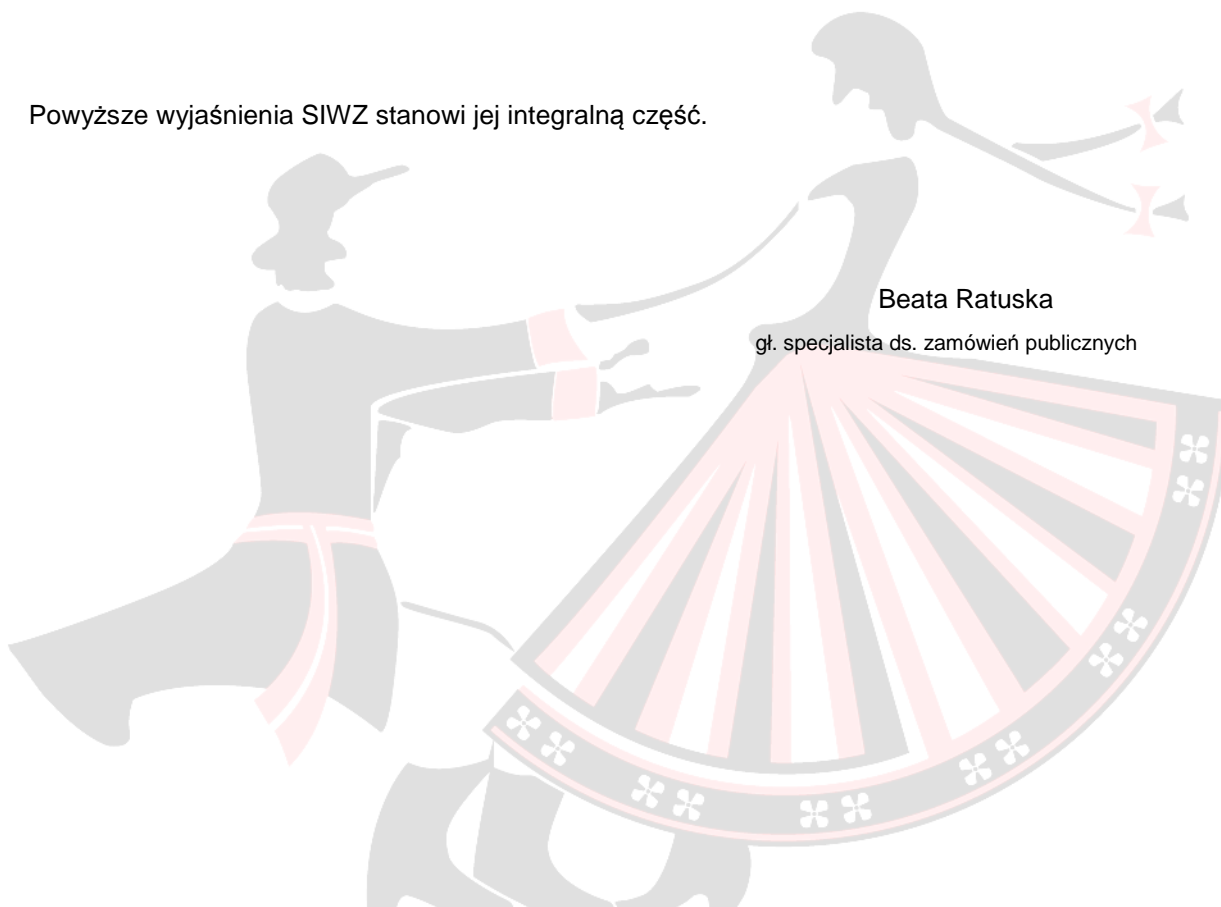 Powyższe wyjaśnienia SIWZ stanowi jej integralną część.
Beata Ratuska
gł. specjalista ds. zamówień publicznych